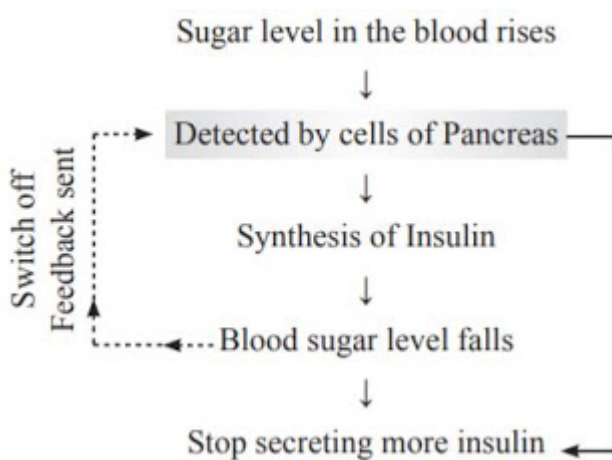 Sugar level in the blood rises
Detected by cells of Pancreas
Switch off
Feedback sent
Synthesis of Insulin
Blood sugar level falls
Stop secreting more insulin